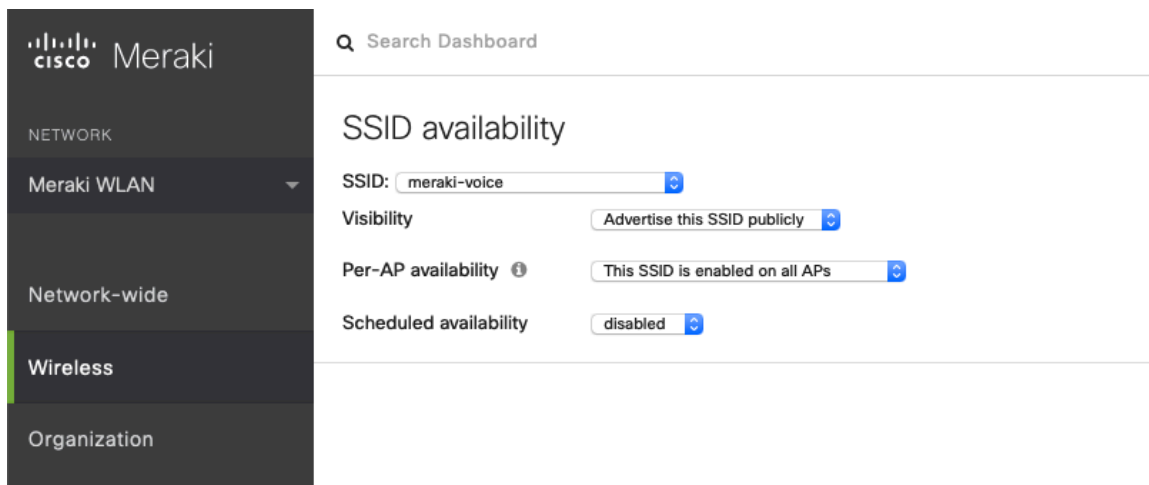 cisco Meraki
Search Dashboard
NETWORK
Meraki WLAN
Network-wide
Wireless
Organization
SSID availability
SSID: meraki-voice
Visibility Advertise this SSID publicly
Per-AP availability This SSID is enabled on all APs
Scheduled availability disabled